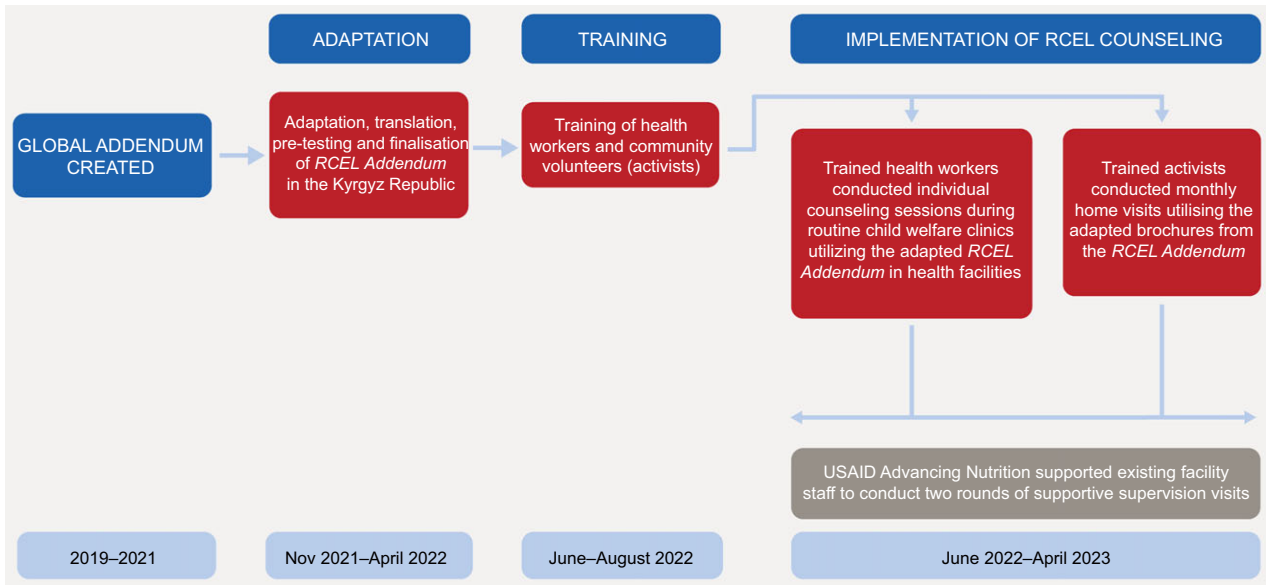 ADAPTATION
TRAINING
IMPLEMENTATION OF RCEL COUNSELING
GLOBAL ADDENDUM
CREATED
Adaptation, translation,
pre-testing and finalisation
of RCEL Addendum
in the Kyrgyz Republic
Training of health
workers and community
volunteers (activists)
Trained health workers
conducted individual
counseling sessions during
routine child welfare clinics
utilizing the adapted RCEL
Addendum in health facilities
Trained activists
conducted monthly
home visits utilising the
adapted brochures from
the RCEL Addendum
USAID Advancing Nutrition supported existing facility
staff to conduct two rounds of supportive supervision visits
2019–2021
Nov 2021–April 2022
June–August 2022
June 2022–April 2023